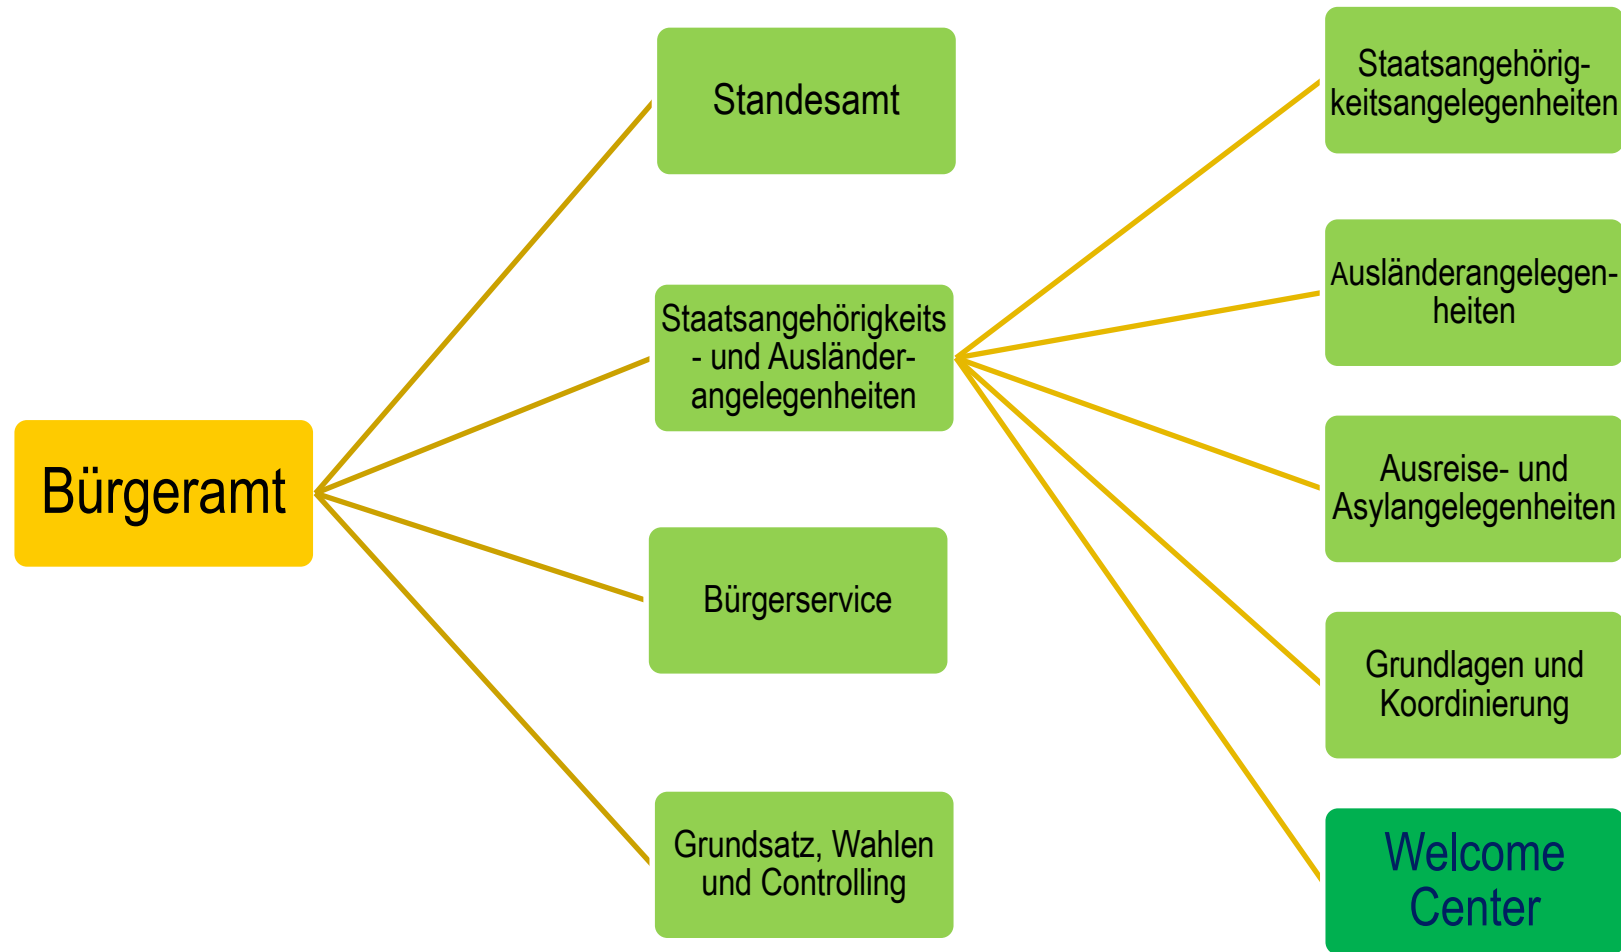 Bürgeramt
Standesamt
Staatsangehörigkeits
- und Ausländer-
angelegenheiten
Bürgerservice
Grundsatz, Wahlen
und Controlling
Staatsangehörig-
keitsangelegenheiten
Ausländerangelegen-
heiten
Ausreise- und
Asylangelegenheiten
Grundlagen und
Koordinierung
Welcome
Center